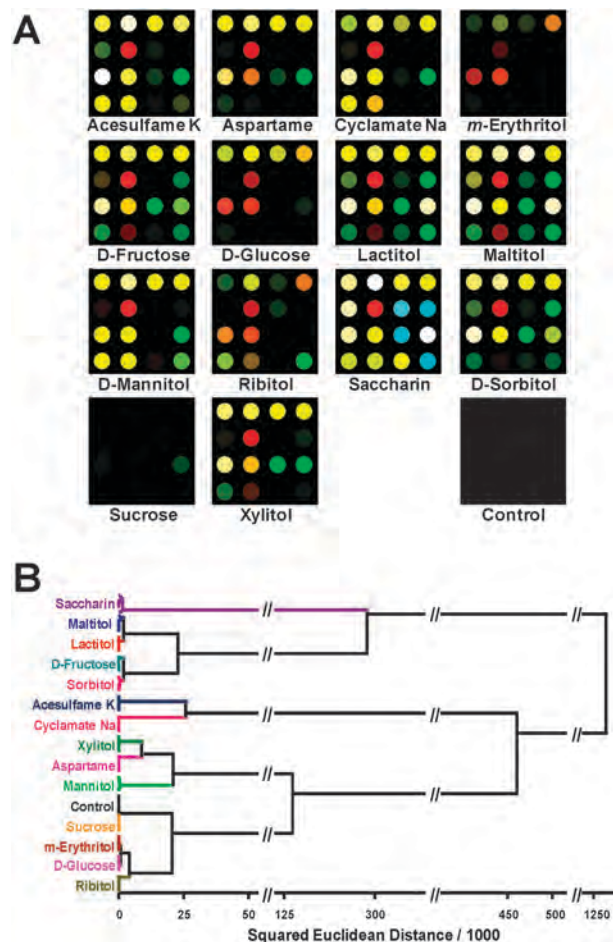 A
Acesulfame K Aspartame Cyclamate Na m-Erythritol
D-Fructose D-Glucose Lactitol Maltitol
D-Mannitol Ribitol Saccharin D-Sorbitol
Sucrose Xylitol Control
B
Saccharin
Maltitol
Lactitol
D-Fructose
Sorbitol
Acesulfame K
Cyclamate Na
Xylitol
Aspartame
Mannitol
Control
Sucrose
m-Erythritol
D-Glucose
Ribitol
0 25 50 125 300 450 500 1250
Squared Euclidean Distance / 1000